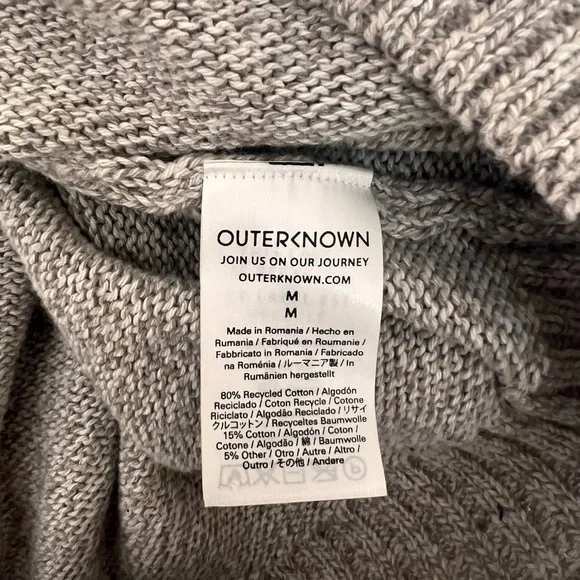 OUTERKNOWN
JOIN US ON OUR JOURNEY
OUTERKNOWN.COM
M
M
Made in Romania / Hecho en
Rumania / Fabriqué en Roumanie /
Fabbricato in Romania / Fabricado
na Roménia / ルーマニア製 / In
Rumänien hergestellt
80% Recycled Cotton / Algodón
Reciclado / Coton Recycle / Cotone
Riciclato / Algodão Reciclado / リサイ
クルコットン / Recyceltes Baumwolle
15% Cotton / Algodón / Coton /
Cotone / Algodão / 綿 / Baumwolle
5% Other / Otro / Autre / Altro /
Outro / その他 / Andere